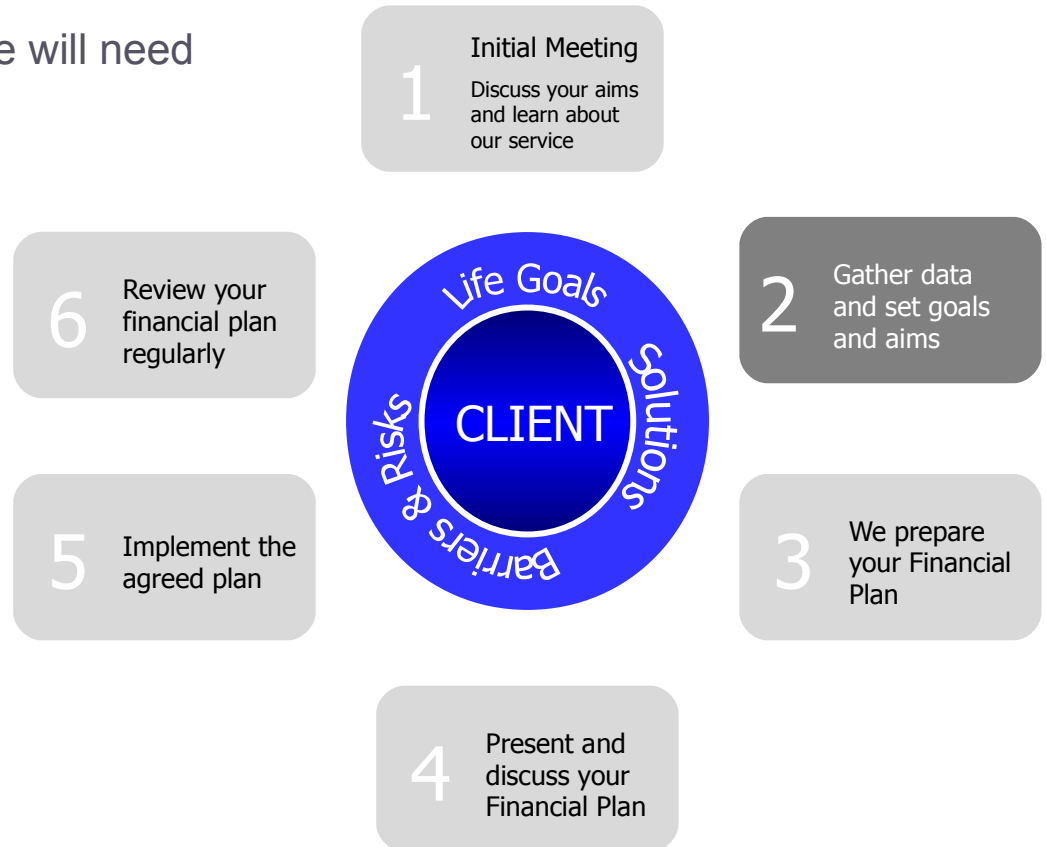 e will need
1
Initial Meeting
Discuss your aims
and learn about
our service
2
Gather data
and set goals
and aims
3
We prepare
your Financial
Plan
4
Present and
discuss your
Financial Plan
5
Implement the
agreed plan
6
Review your
financial plan
regularly
Life Goals
Solutions
Barriers & Risks
CLIENT